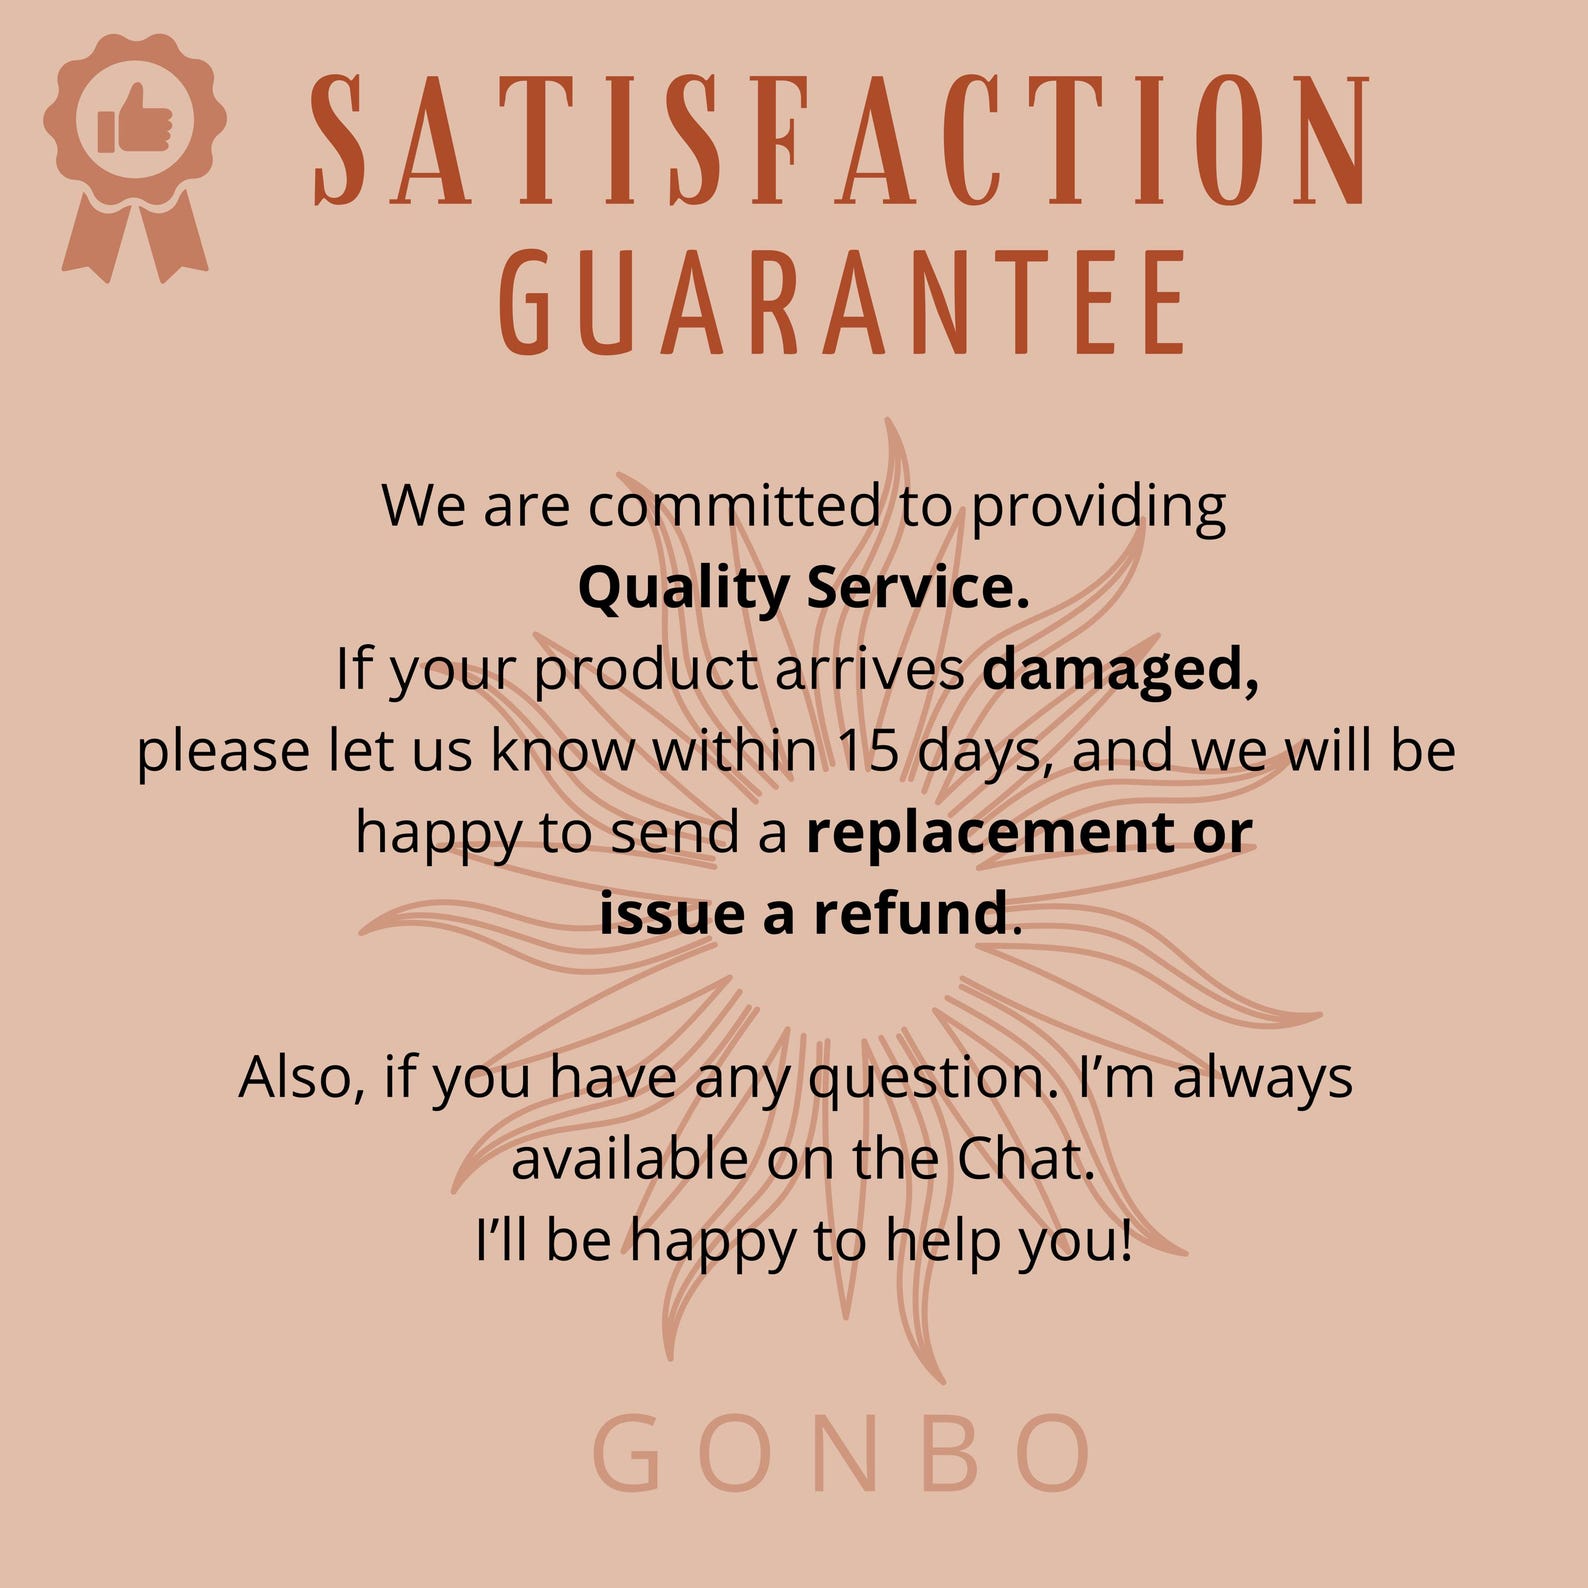 SATISFACTION
GUARANTEE
We are committed to providing
Quality Service.
If your product arrives damaged,
please let us know within 15 days, and we will be
happy to send a replacement or
issue a refund.
Also, if you have any question. I’m always
available on the Chat.
I’ll be happy to help you!
GONBO